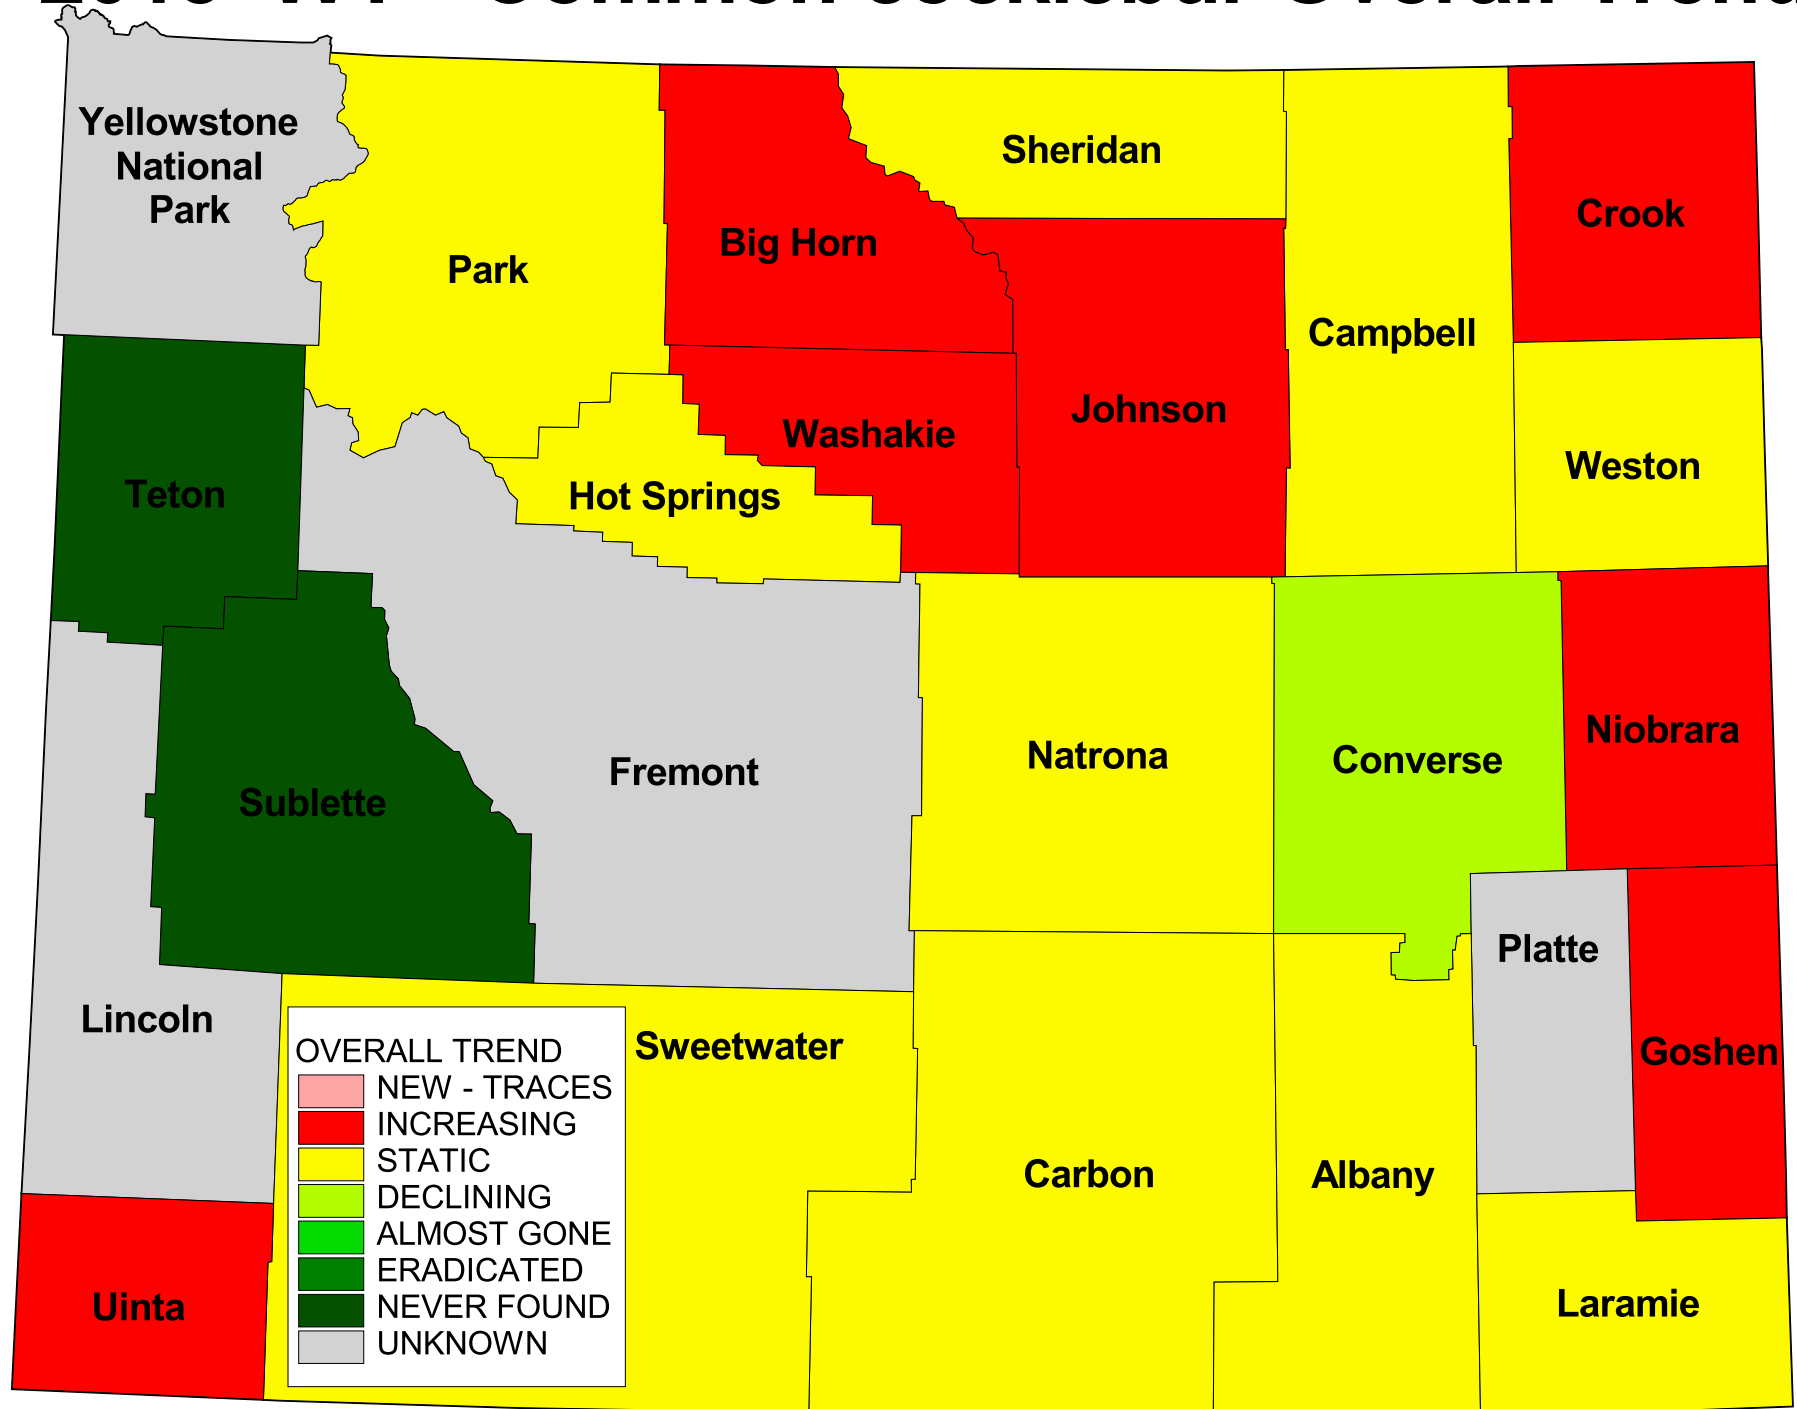 Yellowstone
National
Park
Park
Big Horn
Sheridan
Campbell
Crook
Johnson
Washakie
Hot Springs
Weston
Teton
Sublette
Fremont
Natrona
Converse
Niobrara
Platte
Goshen
Lincoln
Sweetwater
Carbon
Albany
Laramie
Uinta
OVERALL TREND
NEW - TRACES
INCREASING
STATIC
DECLINING
ALMOST GONE
ERADICATED
NEVER FOUND
UNKNOWN